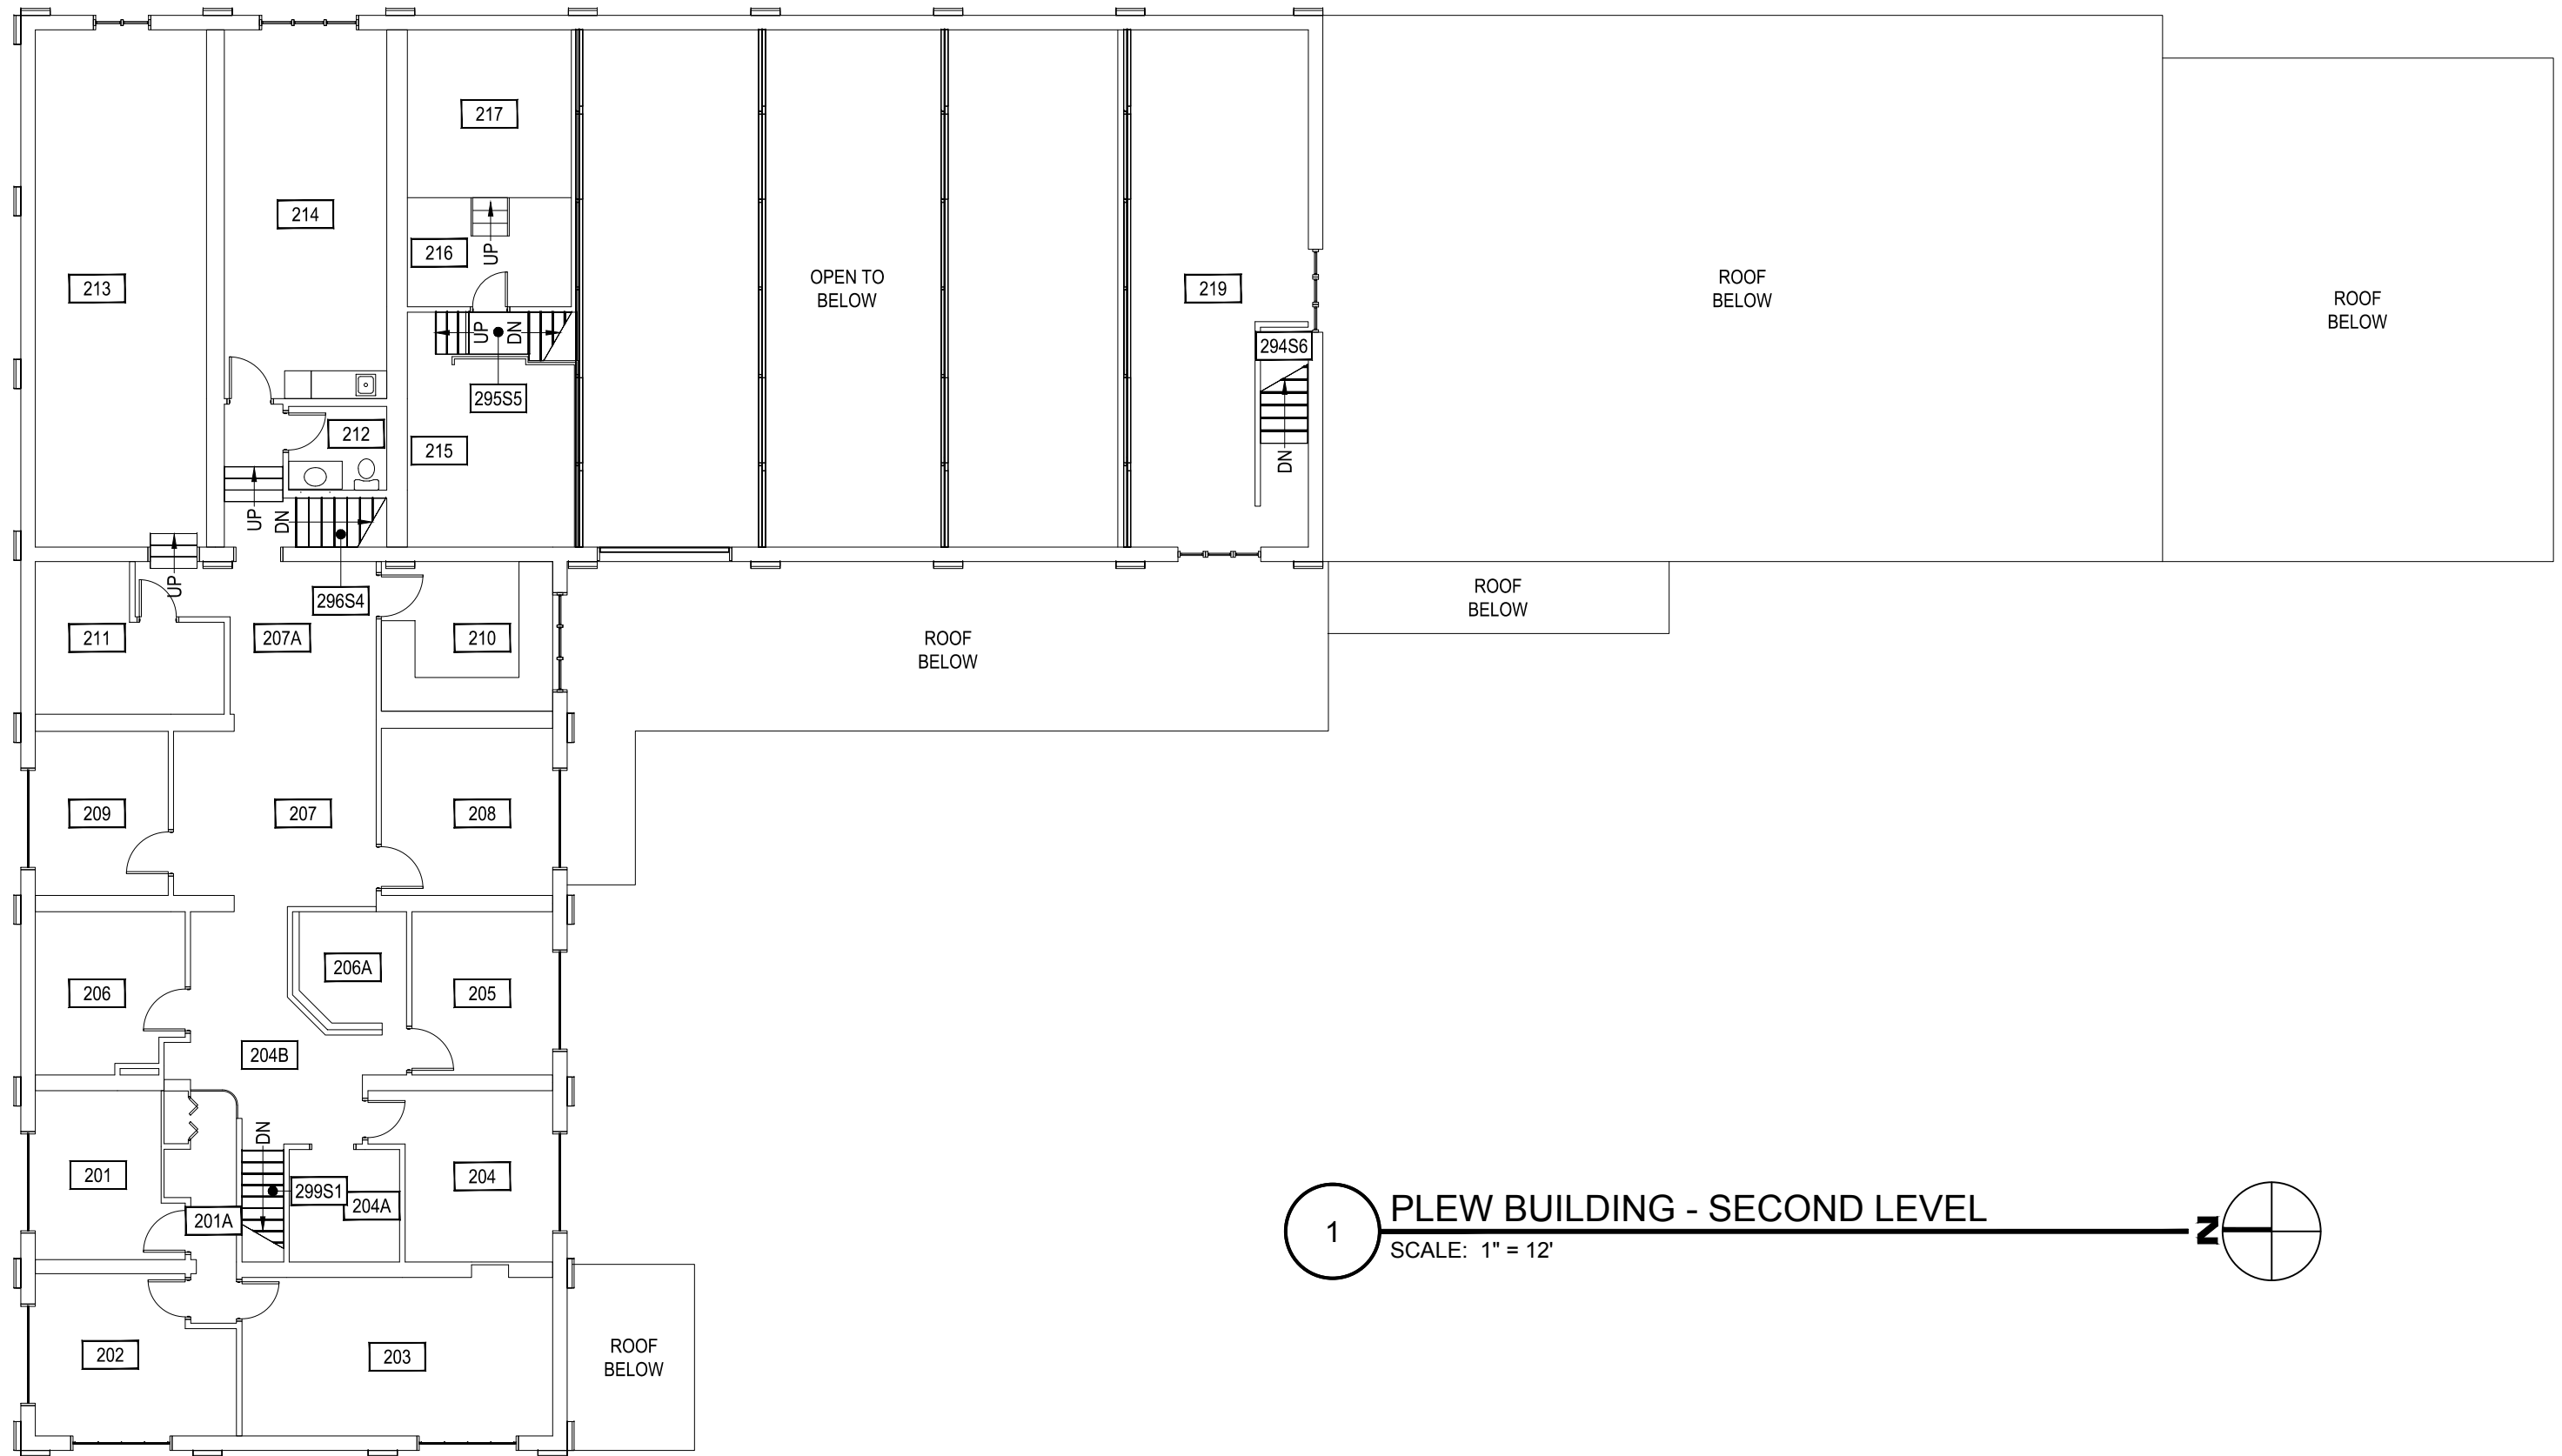 217
214
216
UP
213
OPEN TO
BELOW
219
ROOF
BELOW
ROOF
BELOW
UP
DN
294S6
295S5
212
215
DN
UP
DN
UP
296S4
211
207A
210
ROOF
BELOW
ROOF
BELOW
209
207
208
206
206A
205
204B
DN
201
299S1
204
204A
201A
202
203
ROOF
BELOW
1
PLEW BUILDING - SECOND LEVEL
SCALE: 1" = 12'
N